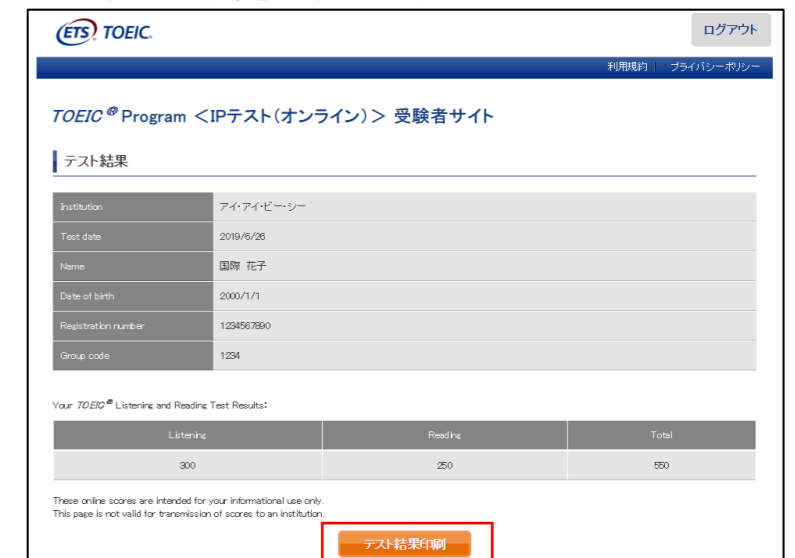 ETS TOEIC.
ログアウト
利用規約 | プライバシーポリシー
TOEIC® Program <IPテスト(オンライン)> 受験者サイト
テスト結果
Institution アイ・アイ・ビー・シー
Test date 2019/6/26
Name 国際 花子
Date of birth 2000/1/1
Registration number 1234567890
Group code 1234
Your TOEIC® Listening and Reading Test Results:
Listening Reading Total
300 250 550
These online scores are intended for your informational use only.
This page is not valid for transmission of scores to an institution.
テスト結果印刷